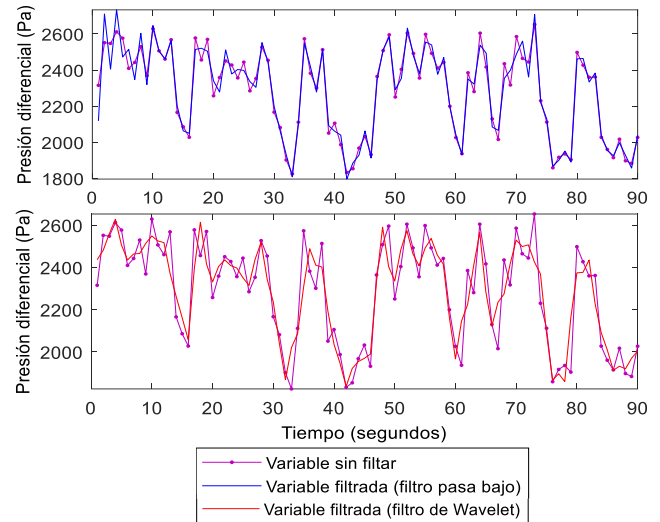 Presión diferencial (Pa)
2600
2400
2200
2000
1800
0 10 20 30 40 50 60 70 80 90
Presión diferencial (Pa)
2600
2400
2200
2000
0 10 20 30 40 50 60 70 80 90
Tiempo (segundos)
Variable sin filtar
Variable filtrada (filtro pasa bajo)
Variable filtrada (filtro de Wavelet)